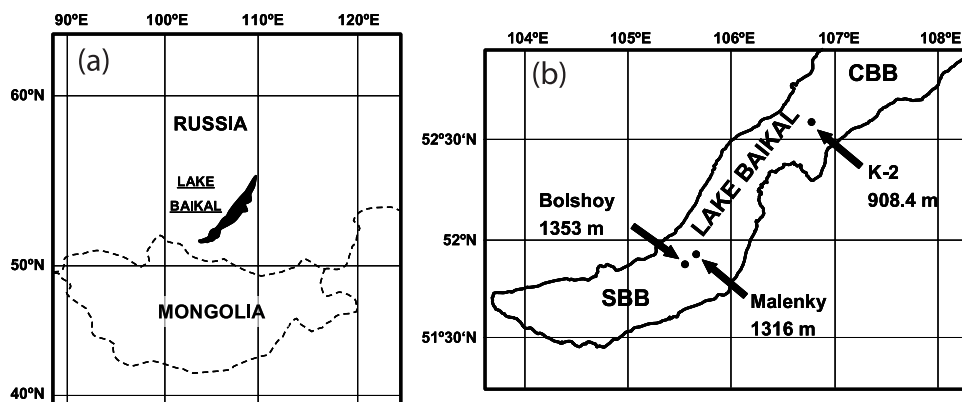 90ºE 100ºE 110ºE 120ºE
(a)
60ºN
RUSSIA
LAKE
BAIKAL
50ºN
MONGOLIA
40ºN
104ºE 105ºE 106ºE 107ºE 108ºE
(b)
CBB
52º30‘N
LAKE BAIKAL
K-2
908.4 m
Bolshoy
1353 m
52ºN
SBB
Malenky
1316 m
51º30‘N